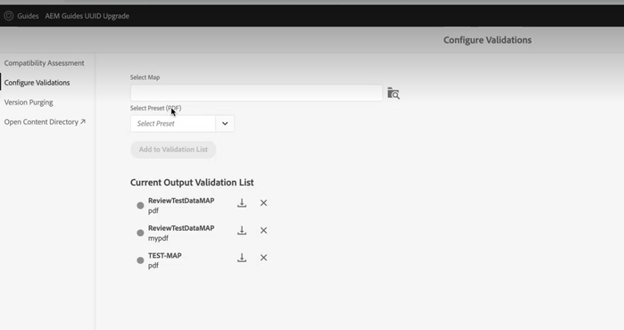 Guides AEM Guides UUID Upgrade
Configure Validations
Compatibility Assessment
Configure Validations
Version Purging
Open Content Directory
Select Map
Select Preset (PDF)
Select Preset
Add to Validation List
Current Output Validation List
ReviewTestDataMAP
pdf
ReviewTestDataMAP
mypdf
TEST-MAP
pdf